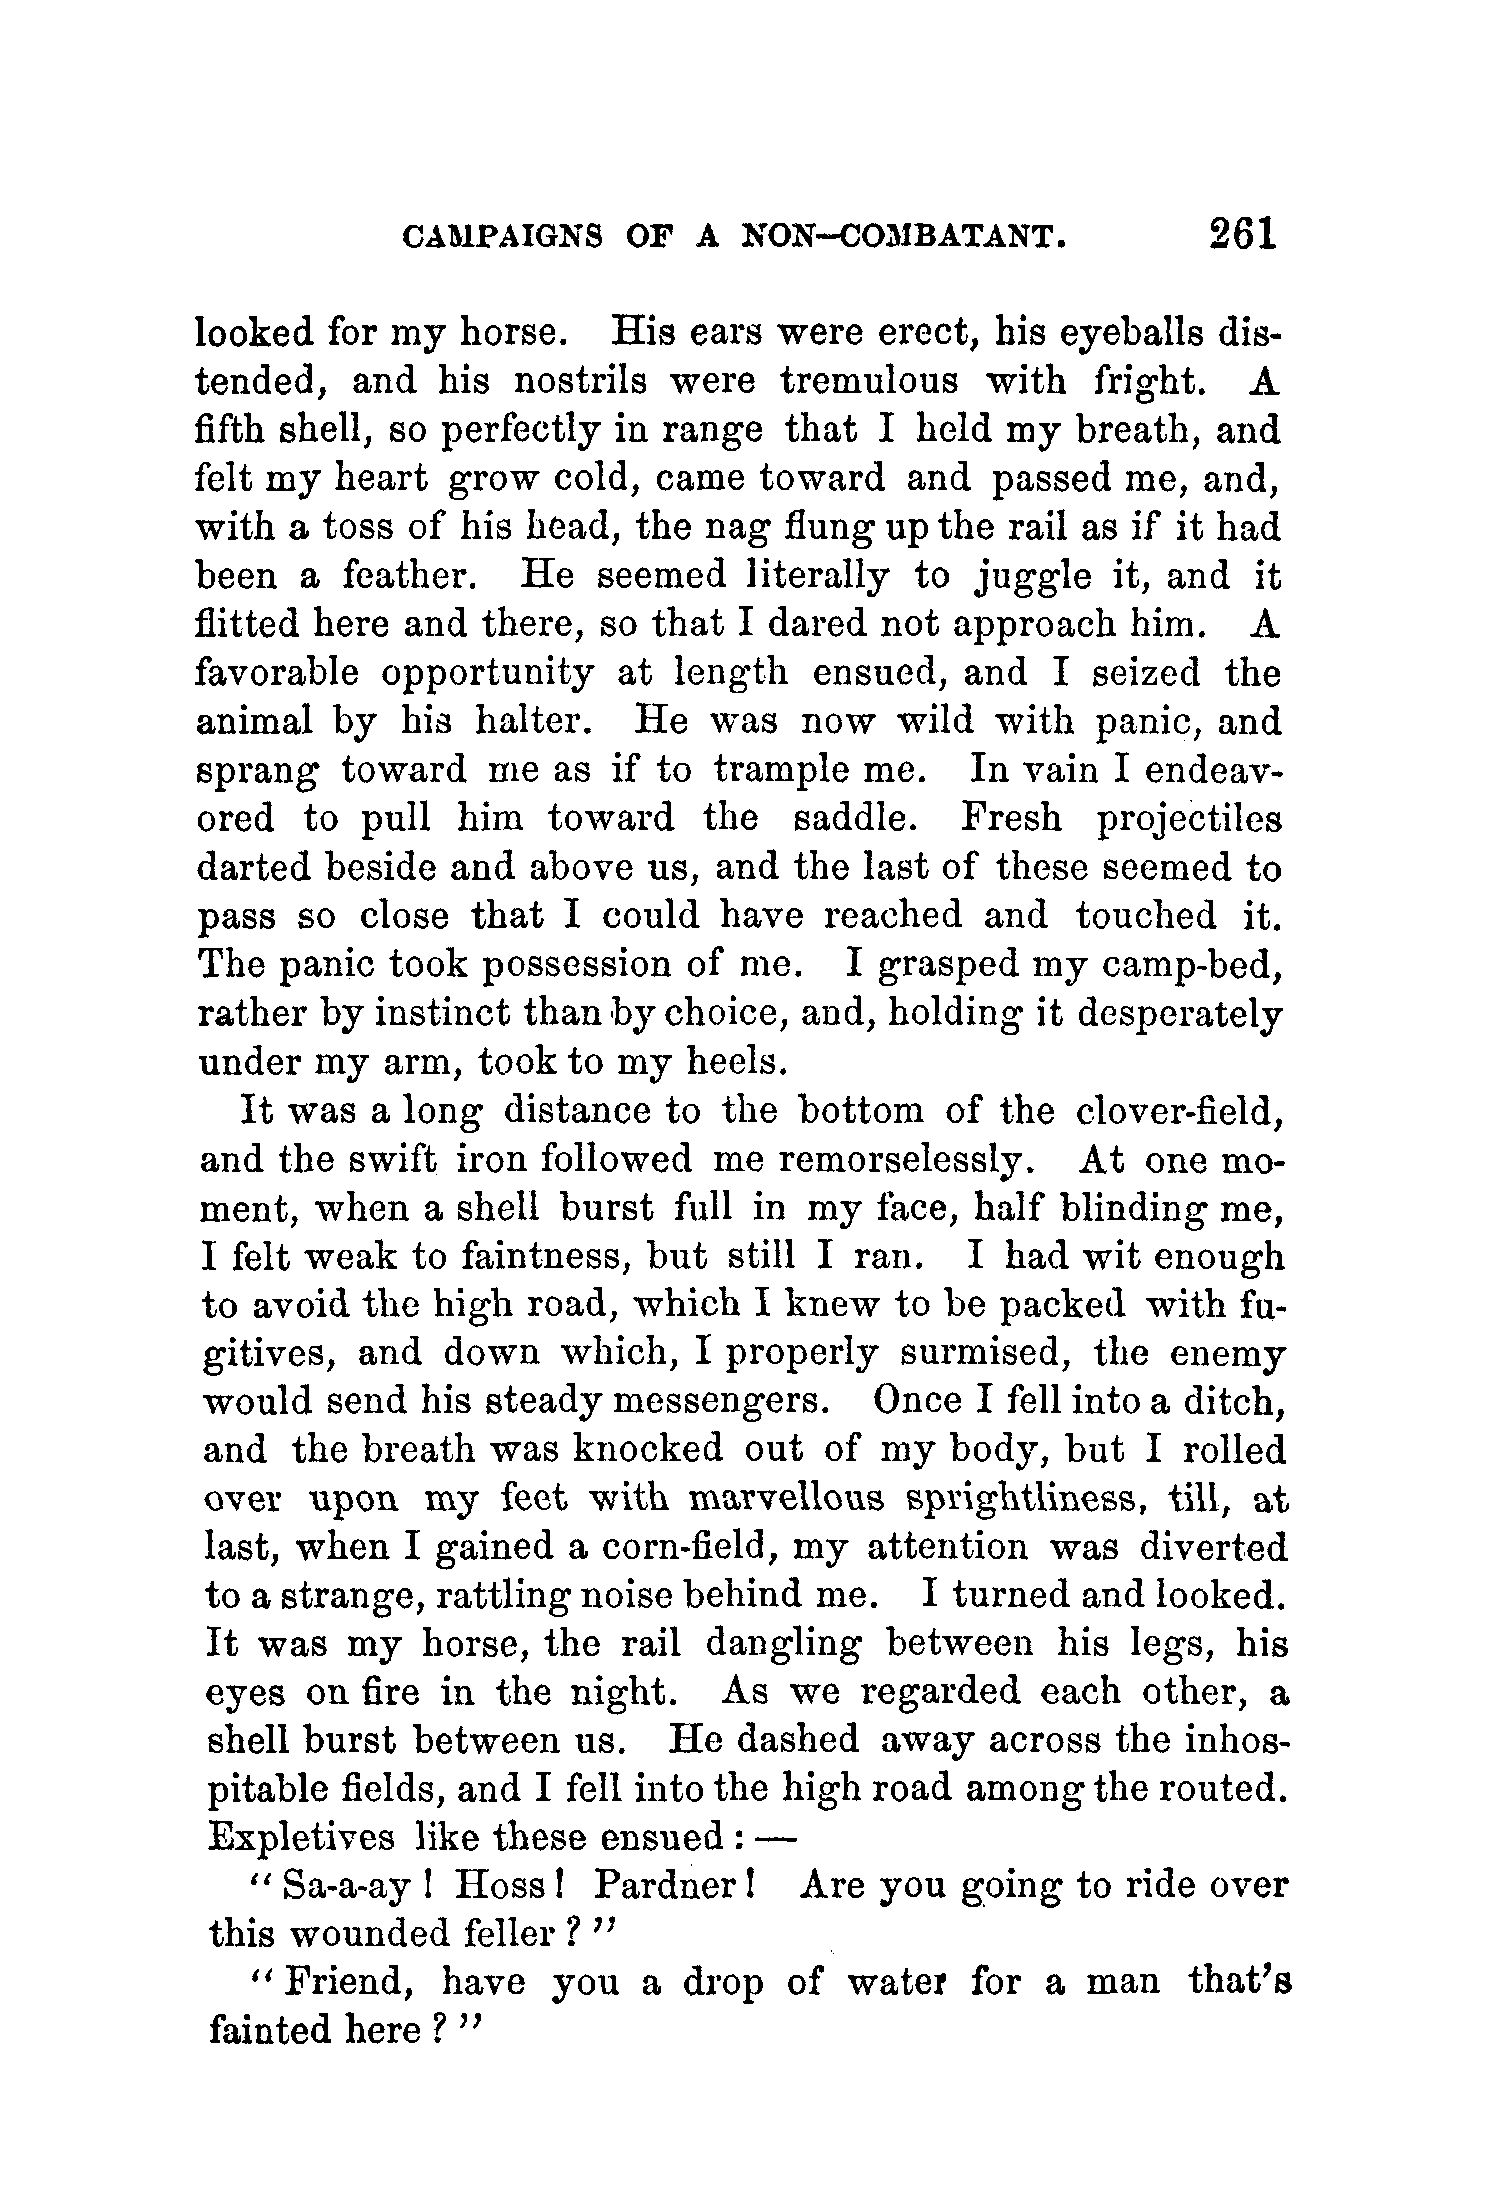 CAMPAIGNS OF A NON-COMBATANT. 261
looked for my horse. His ears were erect, his eyeballs dis-
tended, and his nostrils were tremulous with fright. A
fifth shell, so perfectly in range that I held my breath, and
felt my heart grow cold, came toward and passed me, and,
with a toss of his head, the nag flung up the rail as if it had
been a feather. He seemed literally to juggle it, and it
flitted here and there, so that I dared not approach him. A
favorable opportunity at length ensued, and I seized the
animal by his halter. He was now wild with panic, and
sprang toward me as if to trample me. In vain I endeav-
ored to pull him toward the saddle. Fresh projectiles
darted beside and above us, and the last of these seemed to
pass so close that I could have reached and touched it.
The panic took possession of me. I grasped my camp-bed,
rather by instinct than by choice, and, holding it desperately
under my arm, took to my heels.
It was a long distance to the bottom of the clover-field,
and the swift iron followed me remorselessly. At one mo-
ment, when a shell burst full in my face, half blinding me,
I felt weak to faintness, but still I ran. I had wit enough
to avoid the high road, which I knew to be packed with fu-
gitives, and down which, I properly surmised, the enemy
would send his steady messengers. Once I fell into a ditch,
and the breath was knocked out of my body, but I rolled
over upon my feet with marvellous sprightliness, till, at
last, when I gained a corn-field, my attention was diverted
to a strange, rattling noise behind me. I turned and looked.
It was my horse, the rail dangling between his legs, his
eyes on fire in the night. As we regarded each other, a
shell burst between us. He dashed away across the inhos-
pitable fields, and I fell into the high road among the routed.
Expletives like these ensued : —
" Sa-a-ay ! Hoss ! Pardner ! Are you going to ride over
this wounded feller ? "
" Friend, have you a drop of water for a man that's
fainted here ? "